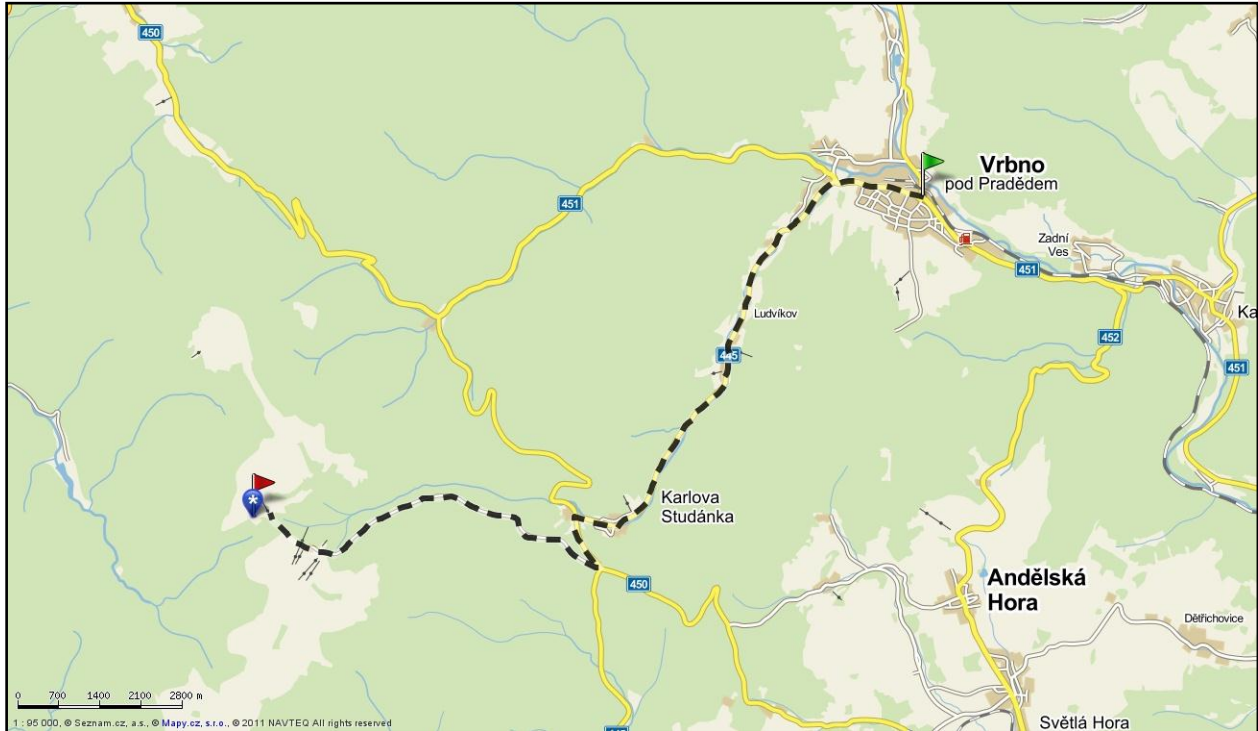 450
Vrbno
pod Pradědem
451
Zadní
Ves
451
Ka
Ludvíkov
452
445
451
Karlova
Studánka
450
Andělská
Hora
Dětřichovice
0 700 1400 2100 2800 m
1 : 95 000, © Seznam.cz, a.s., © Mapy.cz, s.r.o., © 2011 NAVTEQ All rights reserved
Světlá Hora